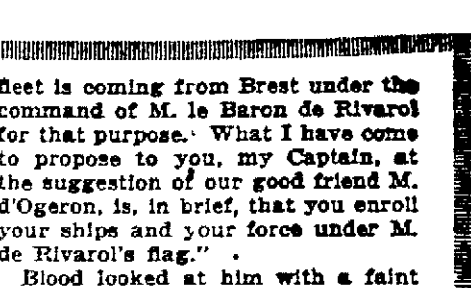 fleet is coming from Brest under the
command of M. le Baron de Rivarol
for that purpose. What I have come
to propose to you, my Captain, at
the suggestion of our good friend M.
d'Ogeron, is, in brief, that you enroll
your ships and your force under M.
de Rivarol's flag."
Blood looked at him with a faint